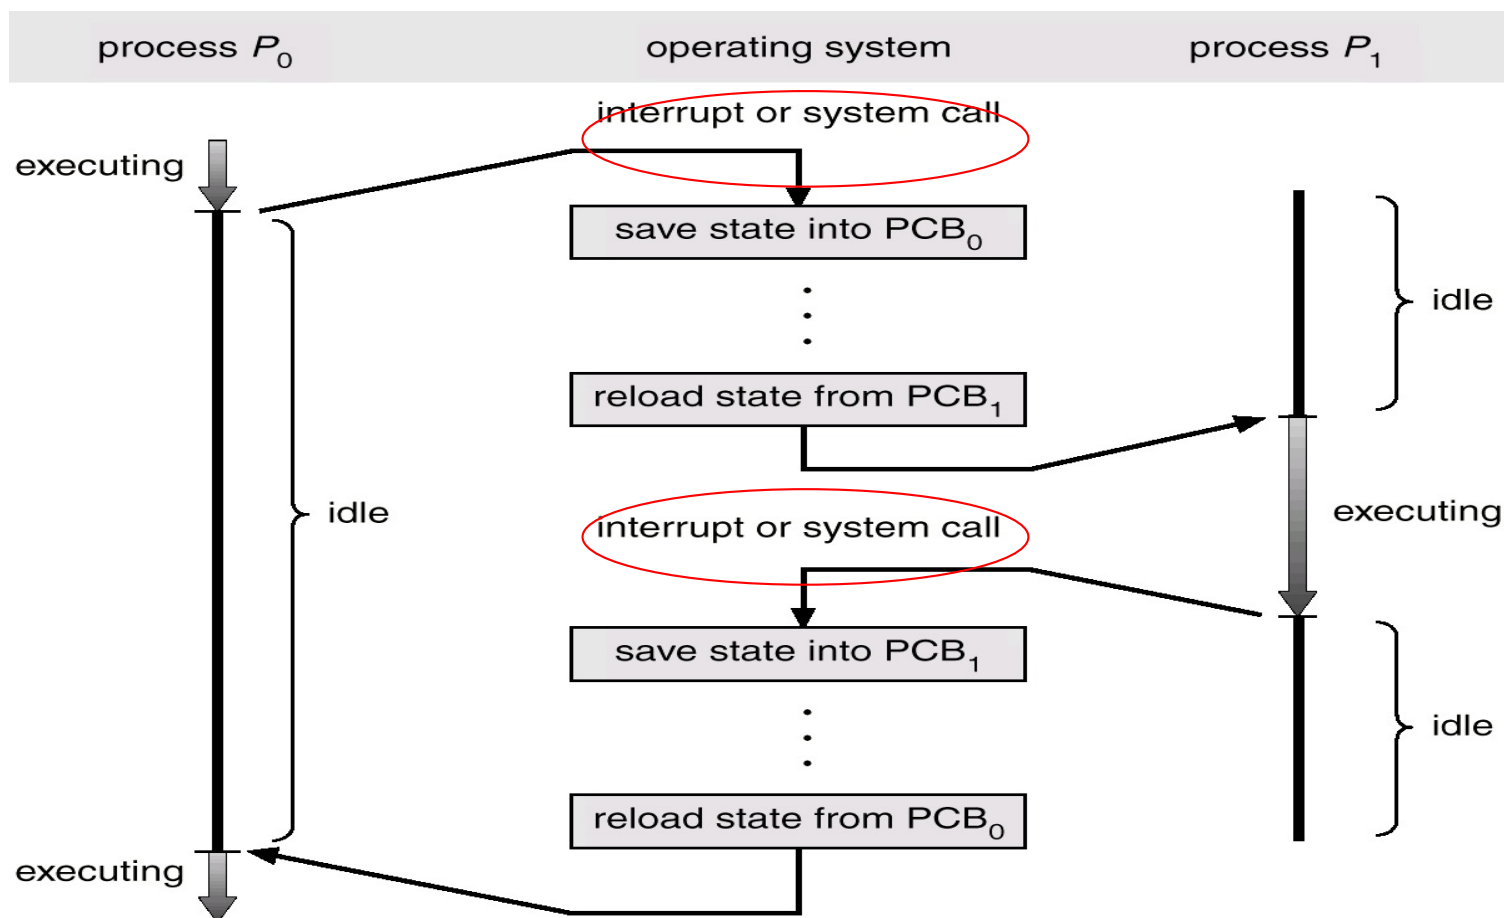 process P0 operating system process P1
interrupt or system call
executing
save state into PCB0
idle
reload state from PCB1
idle
interrupt or system call
executing
save state into PCB1
idle
reload state from PCB0
executing